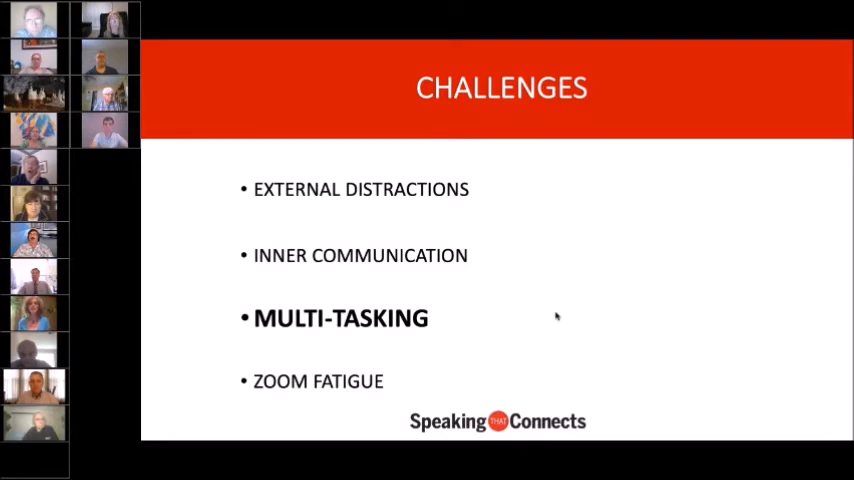 CHALLENGES
• EXTERNAL DISTRACTIONS
• INNER COMMUNICATION
• MULTI-TASKING
• ZOOM FATIGUE
Speaking THAT Connects